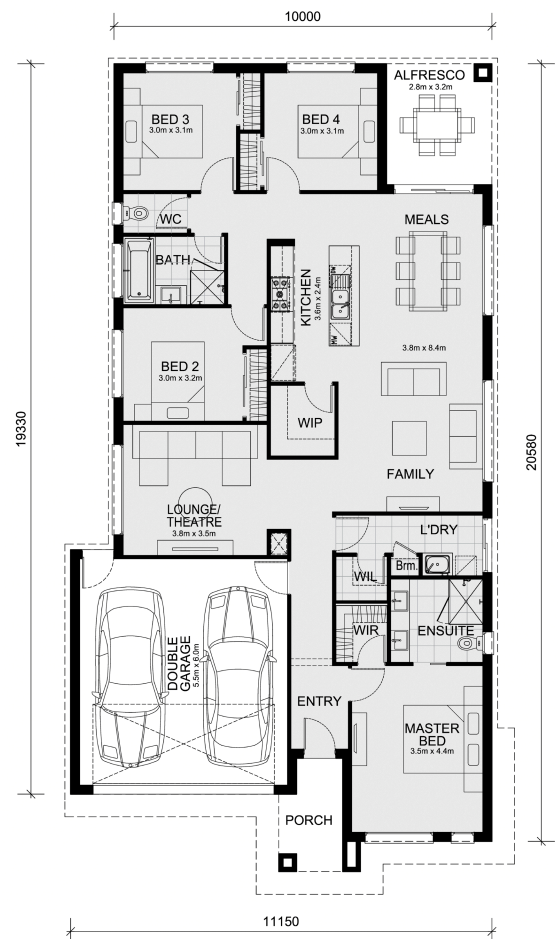 10000
ALFRESCO
2.8m x 3.2m
BED 3
3.0m x 3.1m
BED 4
3.0m x 3.1m
WC
MEALS
BATH
KITCHEN
3.6m x 2.4m
DW
3.8m x 8.4m
MW
BED 2
3.0m x 3.2m
WIP
19330
20580
FAMILY
LOUNGE/
THEATRE
3.8m x 3.5m
L'DRY
Brm.
WIL
WIR
ENSUITE
DOUBLE
GARAGE
5.5m x 6.0m
ENTRY
MASTER
BED
3.5m x 4.4m
PORCH
11150